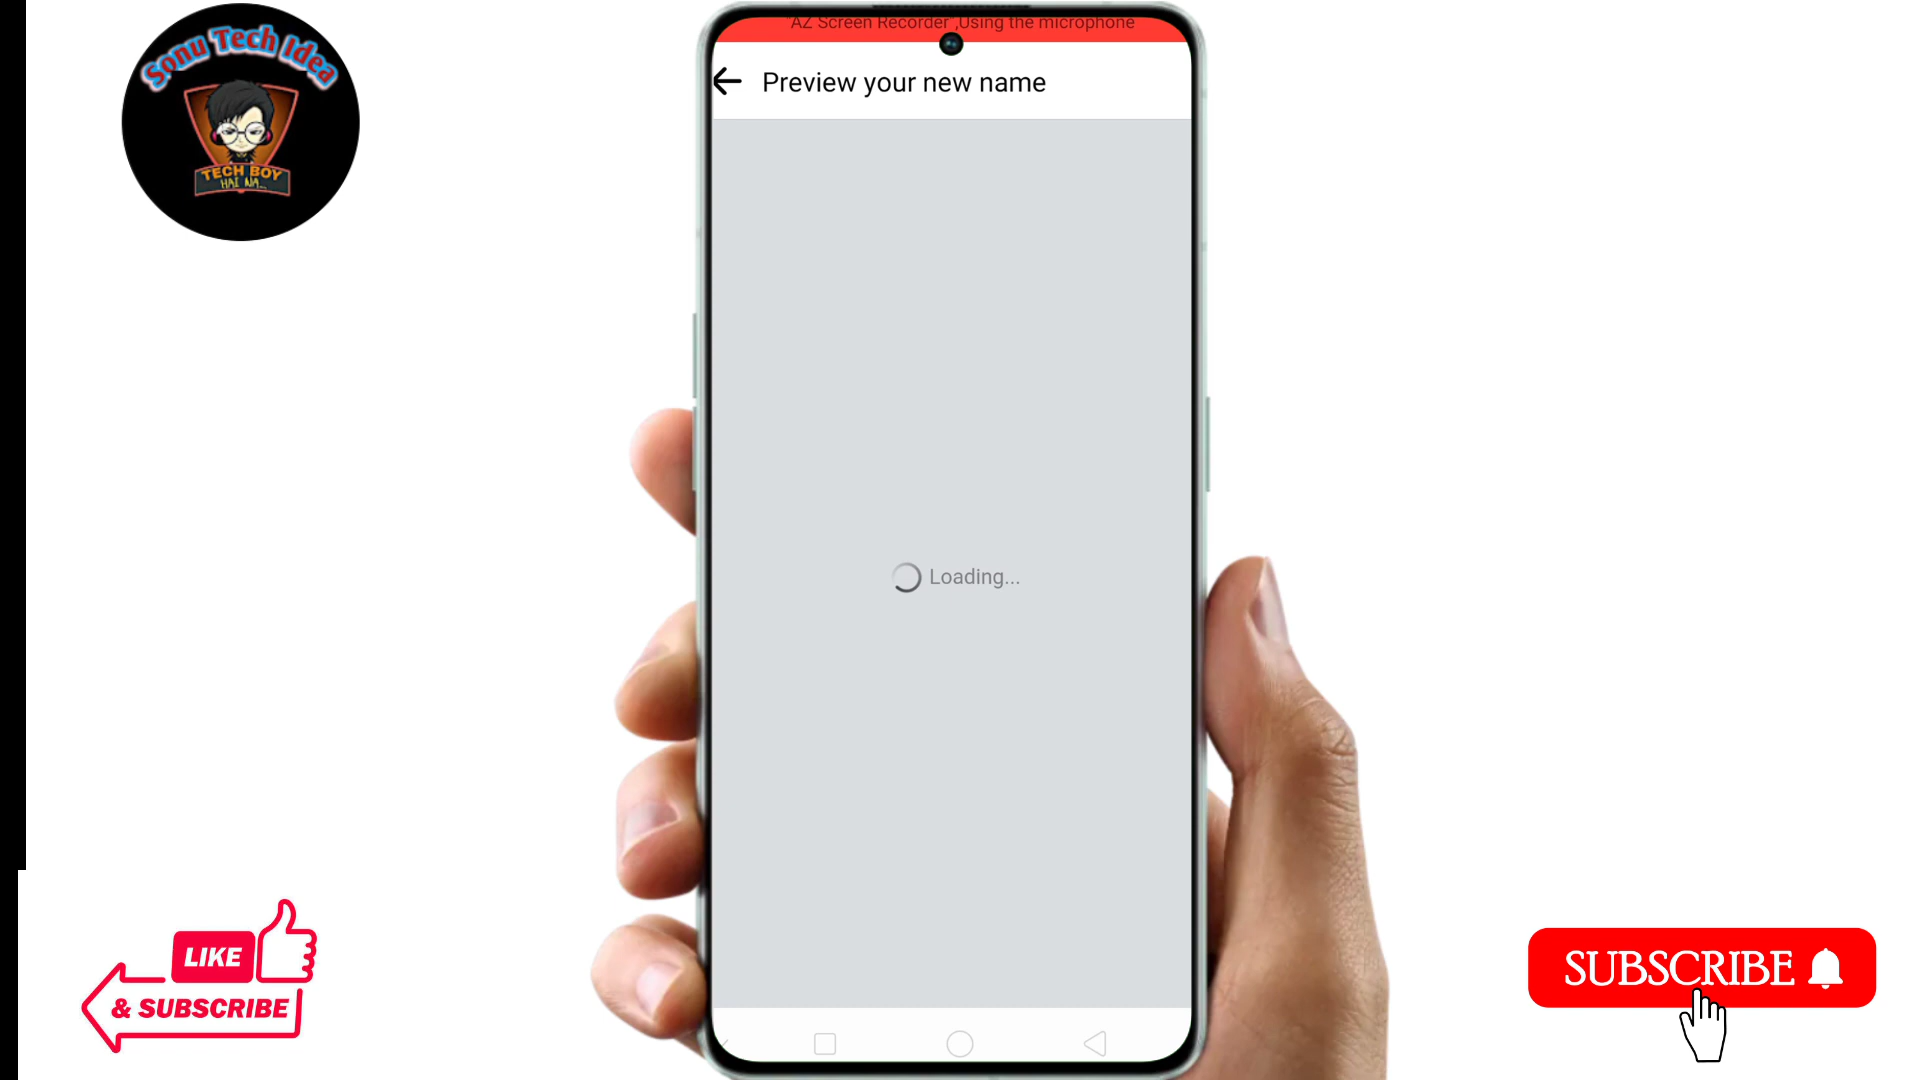 Sonu Tech Idea
TECH BOY
HAI NA...
"AZ Screen Recorder",Using the microphone
Preview your new name
Loading...
LIKE
& SUBSCRIBE
SUBSCRIBE